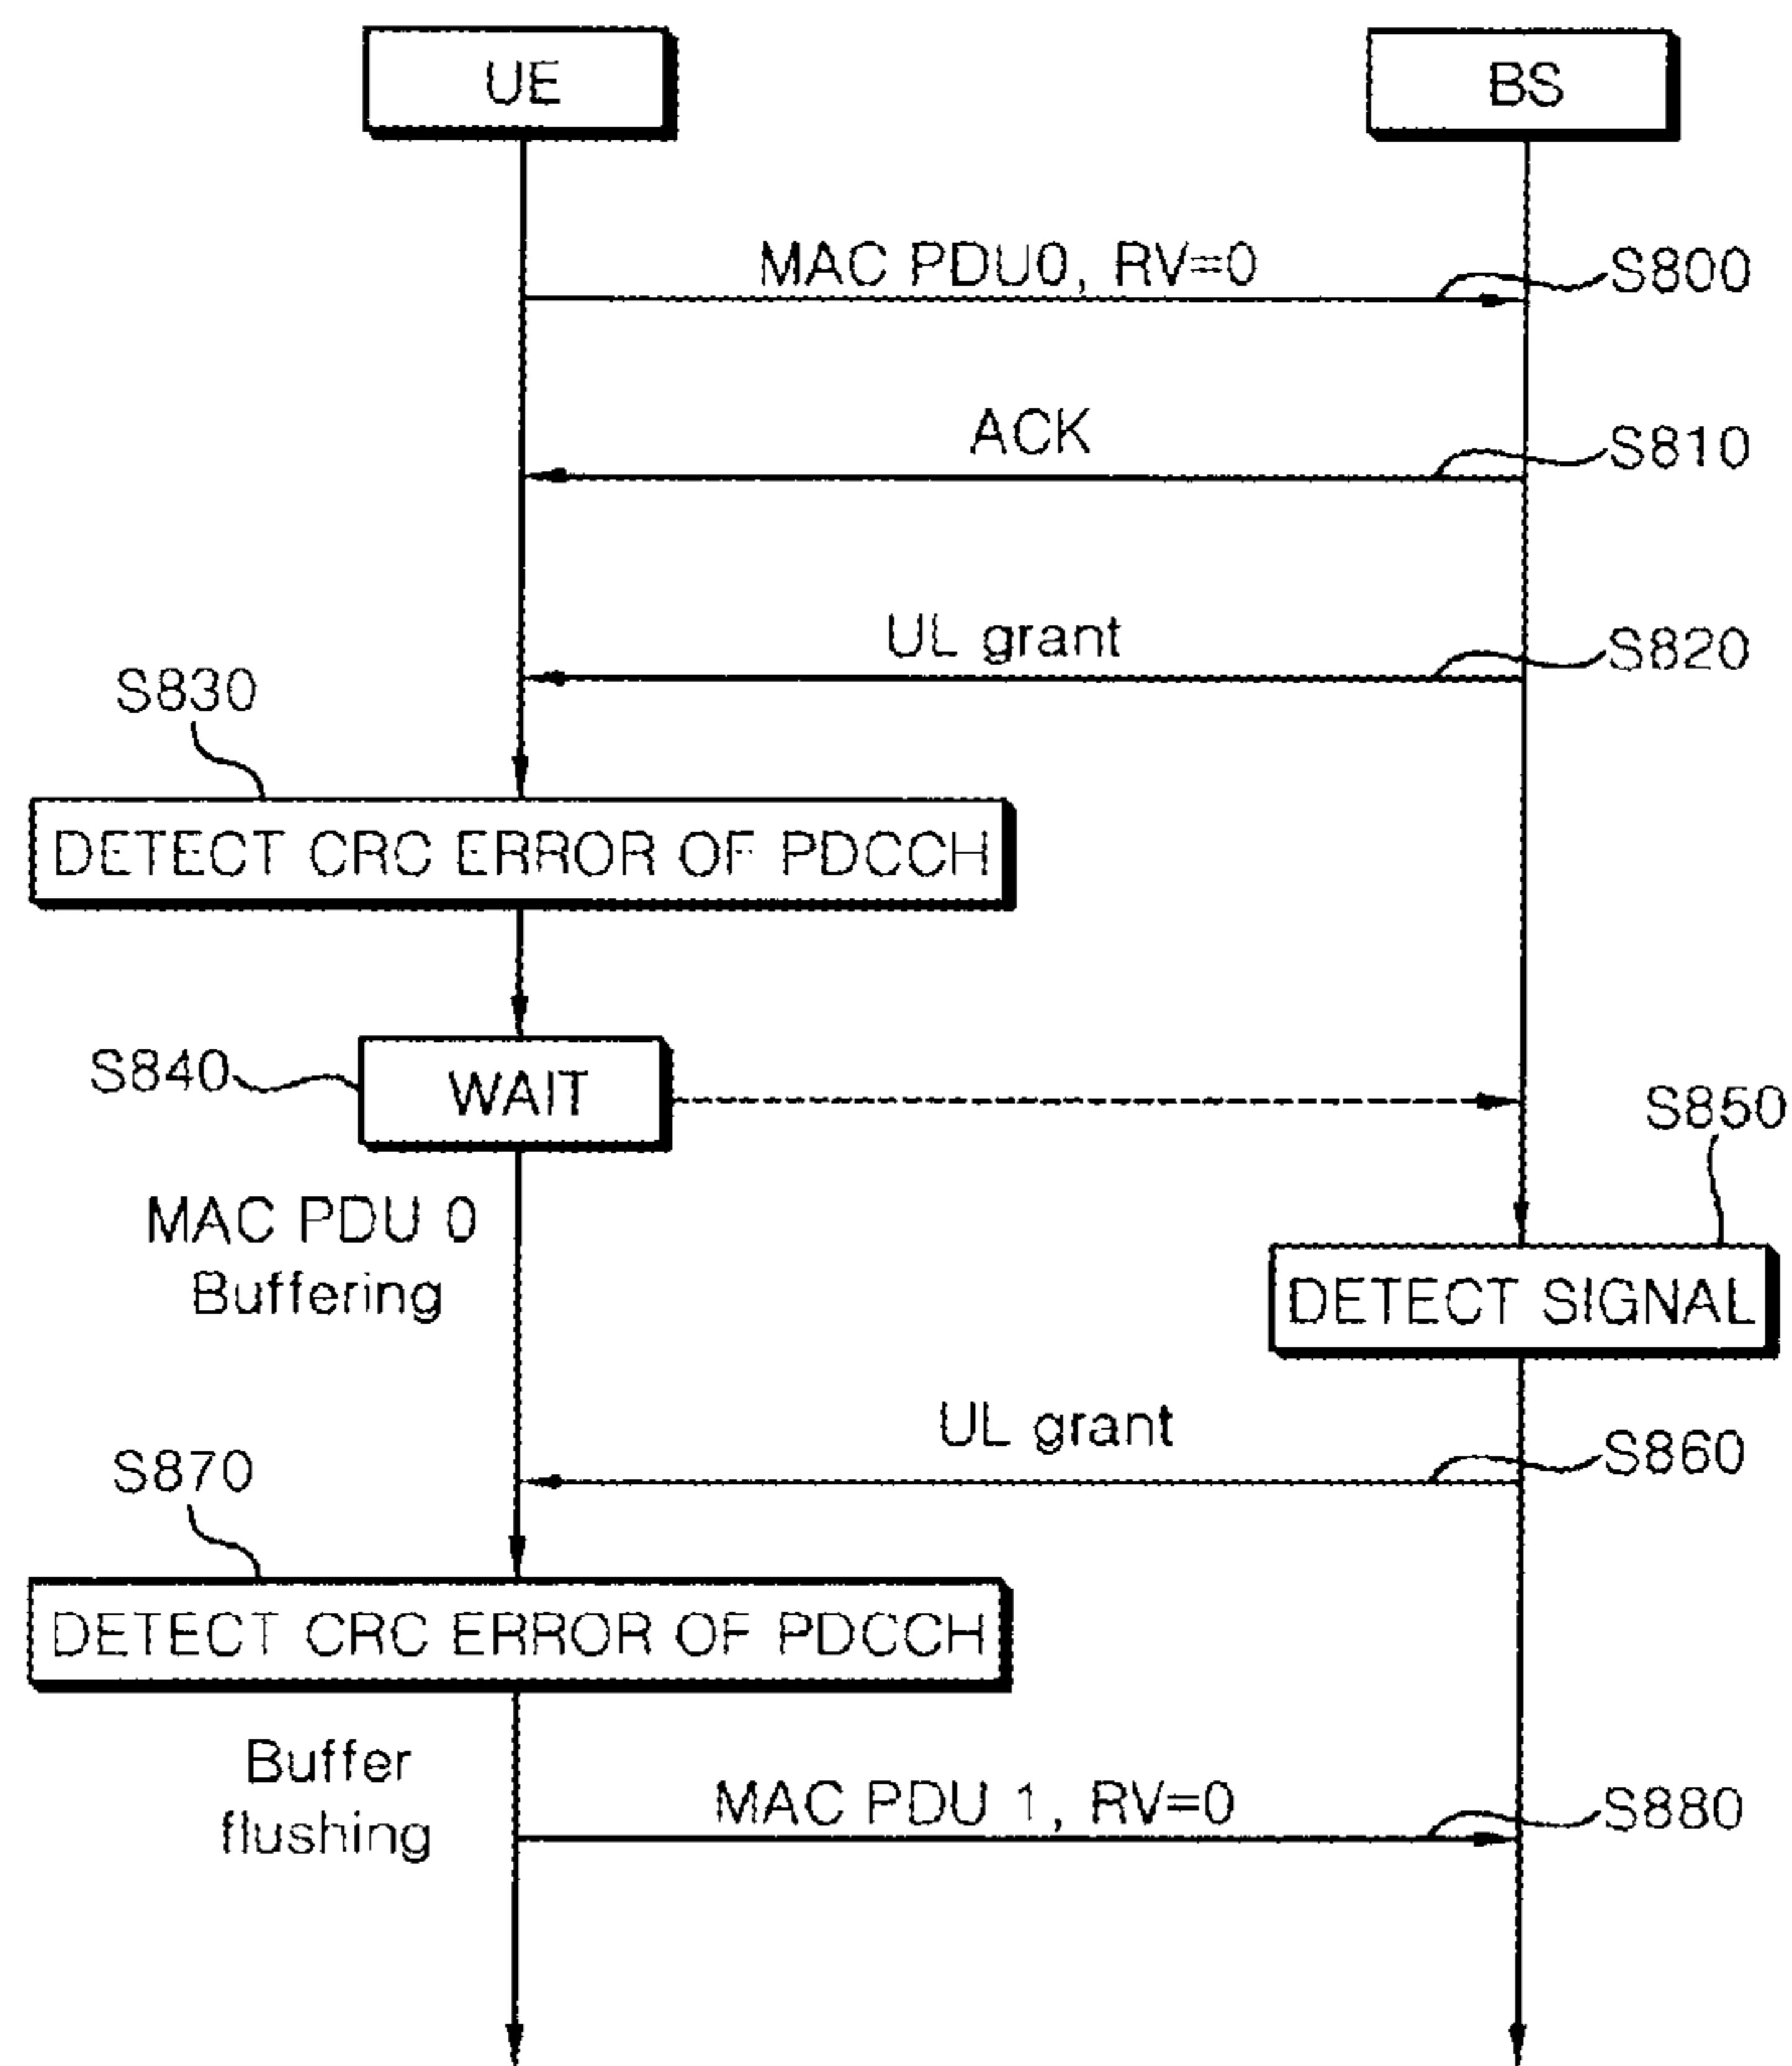 UE
BS
MAC PDU0, RV=0
S800
ACK
S810
UL grant
S820
S830
DETECT CRC ERROR OF PDCCH
S840
WAIT
S850
MAC PDU 0
Buffering
DETECT SIGNAL
UL grant
S860
S870
DETECT CRC ERROR OF PDCCH
Buffer
flushing
MAC PDU 1, RV=0
S880